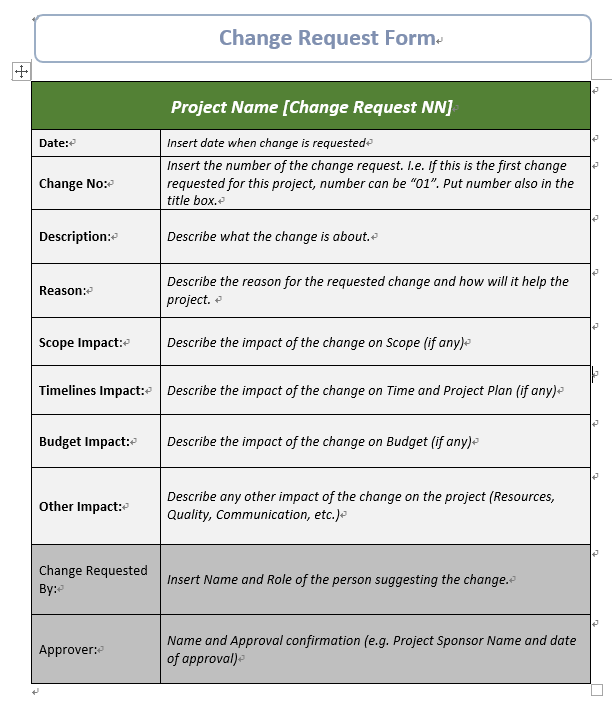 Change Request Form
Project Name [Change Request NN]
Date:
Insert date when change is requested
Change No:
Insert the number of the change request. I.e. If this is the first change
requested for this project, number can be “01”. Put number also in the
title box.
Description:
Describe what the change is about.
Reason:
Describe the reason for the requested change and how will it help the
project.
Scope Impact:
Describe the impact of the change on Scope (if any)
Timelines Impact:
Describe the impact of the change on Time and Project Plan (if any)
Budget Impact:
Describe the impact of the change on Budget (if any)
Other Impact:
Describe any other impact of the change on the project (Resources,
Quality, Communication, etc.)
Change Requested
By:
Insert Name and Role of the person suggesting the change.
Approver:
Name and Approval confirmation (e.g. Project Sponsor Name and date
of approval)